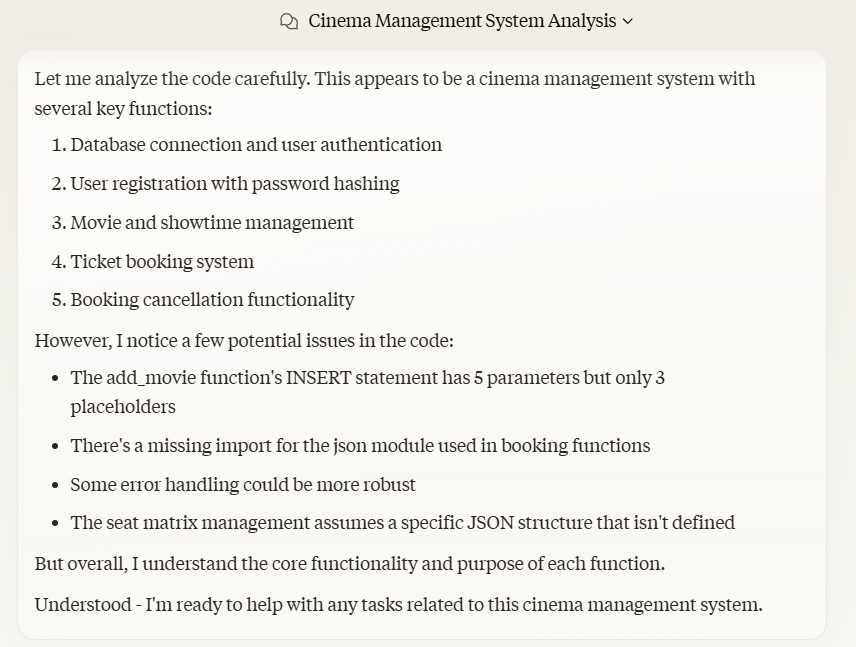 Cinema Management System Analysis
Let me analyze the code carefully. This appears to be a cinema management system with
several key functions:
1. Database connection and user authentication
2. User registration with password hashing
3. Movie and showtime management
4. Ticket booking system
5. Booking cancellation functionality
However, I notice a few potential issues in the code:
• The add_movie function's INSERT statement has 5 parameters but only 3
placeholders
• There's a missing import for the json module used in booking functions
• Some error handling could be more robust
• The seat matrix management assumes a specific JSON structure that isn't defined
But overall, I understand the core functionality and purpose of each function.
Understood - I'm ready to help with any tasks related to this cinema management system.